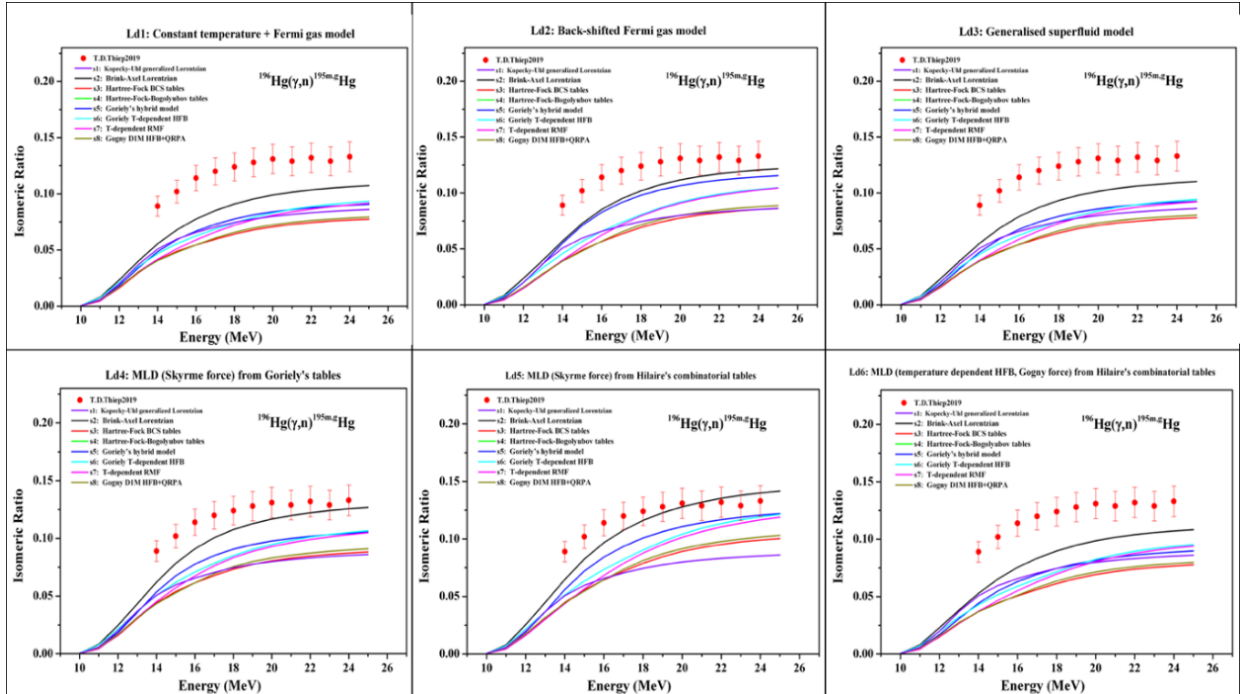 Ld1: Constant temperature + Fermi gas model
T.D.Thiep2019
s1: Kopecky-Uhl generalized Lorentzian
s2: Brink-Axel Lorentzian
s3: Hartree-Fock BCS tables
s4: Hartree-Fock-Bogolyubov tables
s5: Goriely's hybrid model
s6: Goriely T-dependent HFB
s7: T-dependent RMF
s8: Gogny D1M HFB+QRPA
¹⁹⁶Hg(γ,n)¹⁹⁵ᵐ·ᵍHg
Isomeric Ratio
0.20
0.15
0.10
0.05
0.00
10 12 14 16 18 20 22 24 26
Energy (MeV)
Ld2: Back-shifted Fermi gas model
T.D.Thiep2019
s1: Kopecky-Uhl generalized Lorentzian
s2: Brink-Axel Lorentzian
s3: Hartree-Fock BCS tables
s4: Hartree-Fock-Bogolyubov tables
s5: Goriely's hybrid model
s6: Goriely T-dependent HFB
s7: T-dependent RMF
s8: Gogny D1M HFB+QRPA
¹⁹⁶Hg(γ,n)¹⁹⁵ᵐ·ᵍHg
Isomeric Ratio
0.20
0.15
0.10
0.05
0.00
10 12 14 16 18 20 22 24 26
Energy (MeV)
Ld3: Generalised superfluid model
T.D.Thiep2019
s1: Kopecky-Uhl generalized Lorentzian
s2: Brink-Axel Lorentzian
s3: Hartree-Fock BCS tables
s4: Hartree-Fock-Bogolyubov tables
s5: Goriely's hybrid model
s6: Goriely T-dependent HFB
s7: T-dependent RMF
s8: Gogny D1M HFB+QRPA
¹⁹⁶Hg(γ,n)¹⁹⁵ᵐ·ᵍHg
Isomeric Ratio
0.20
0.15
0.10
0.05
0.00
10 12 14 16 18 20 22 24 26
Energy (MeV)
Ld4: MLD (Skyrme force) from Goriely's tables
T.D.Thiep2019
s1: Kopecky-Uhl generalized Lorentzian
s2: Brink-Axel Lorentzian
s3: Hartree-Fock BCS tables
s4: Hartree-Fock-Bogolyubov tables
s5: Goriely's hybrid model
s6: Goriely T-dependent HFB
s7: T-dependent RMF
s8: Gogny D1M HFB+QRPA
¹⁹⁶Hg(γ,n)¹⁹⁵ᵐ·ᵍHg
Isomeric Ratio
0.20
0.15
0.10
0.05
0.00
10 12 14 16 18 20 22 24 26
Energy (MeV)
Ld5: MLD (Skyrme force) from Hilaire's combinatorial tables
T.D.Thiep2019
s1: Kopecky-Uhl generalized Lorentzian
s2: Brink-Axel Lorentzian
s3: Hartree-Fock BCS tables
s4: Hartree-Fock-Bogolyubov tables
s5: Goriely's hybrid model
s6: Goriely T-dependent HFB
s7: T-dependent RMF
s8: Gogny D1M HFB+QRPA
¹⁹⁶Hg(γ,n)¹⁹⁵ᵐ·ᵍHg
Isomeric Ratio
0.20
0.15
0.10
0.05
0.00
10 12 14 16 18 20 22 24 26
Energy (MeV)
Ld6: MLD (temperature dependent HFB, Gogny force) from Hilaire's combinatorial tables
T.D.Thiep2019
s1: Kopecky-Uhl generalized Lorentzian
s2: Brink-Axel Lorentzian
s3: Hartree-Fock BCS tables
s4: Hartree-Fock-Bogolyubov tables
s5: Goriely's hybrid model
s6: Goriely T-dependent HFB
s7: T-dependent RMF
s8: Gogny D1M HFB+QRPA
¹⁹⁶Hg(γ,n)¹⁹⁵ᵐ·ᵍHg
Isomeric Ratio
0.20
0.15
0.10
0.05
0.00
10 12 14 16 18 20 22 24 26
Energy (MeV)